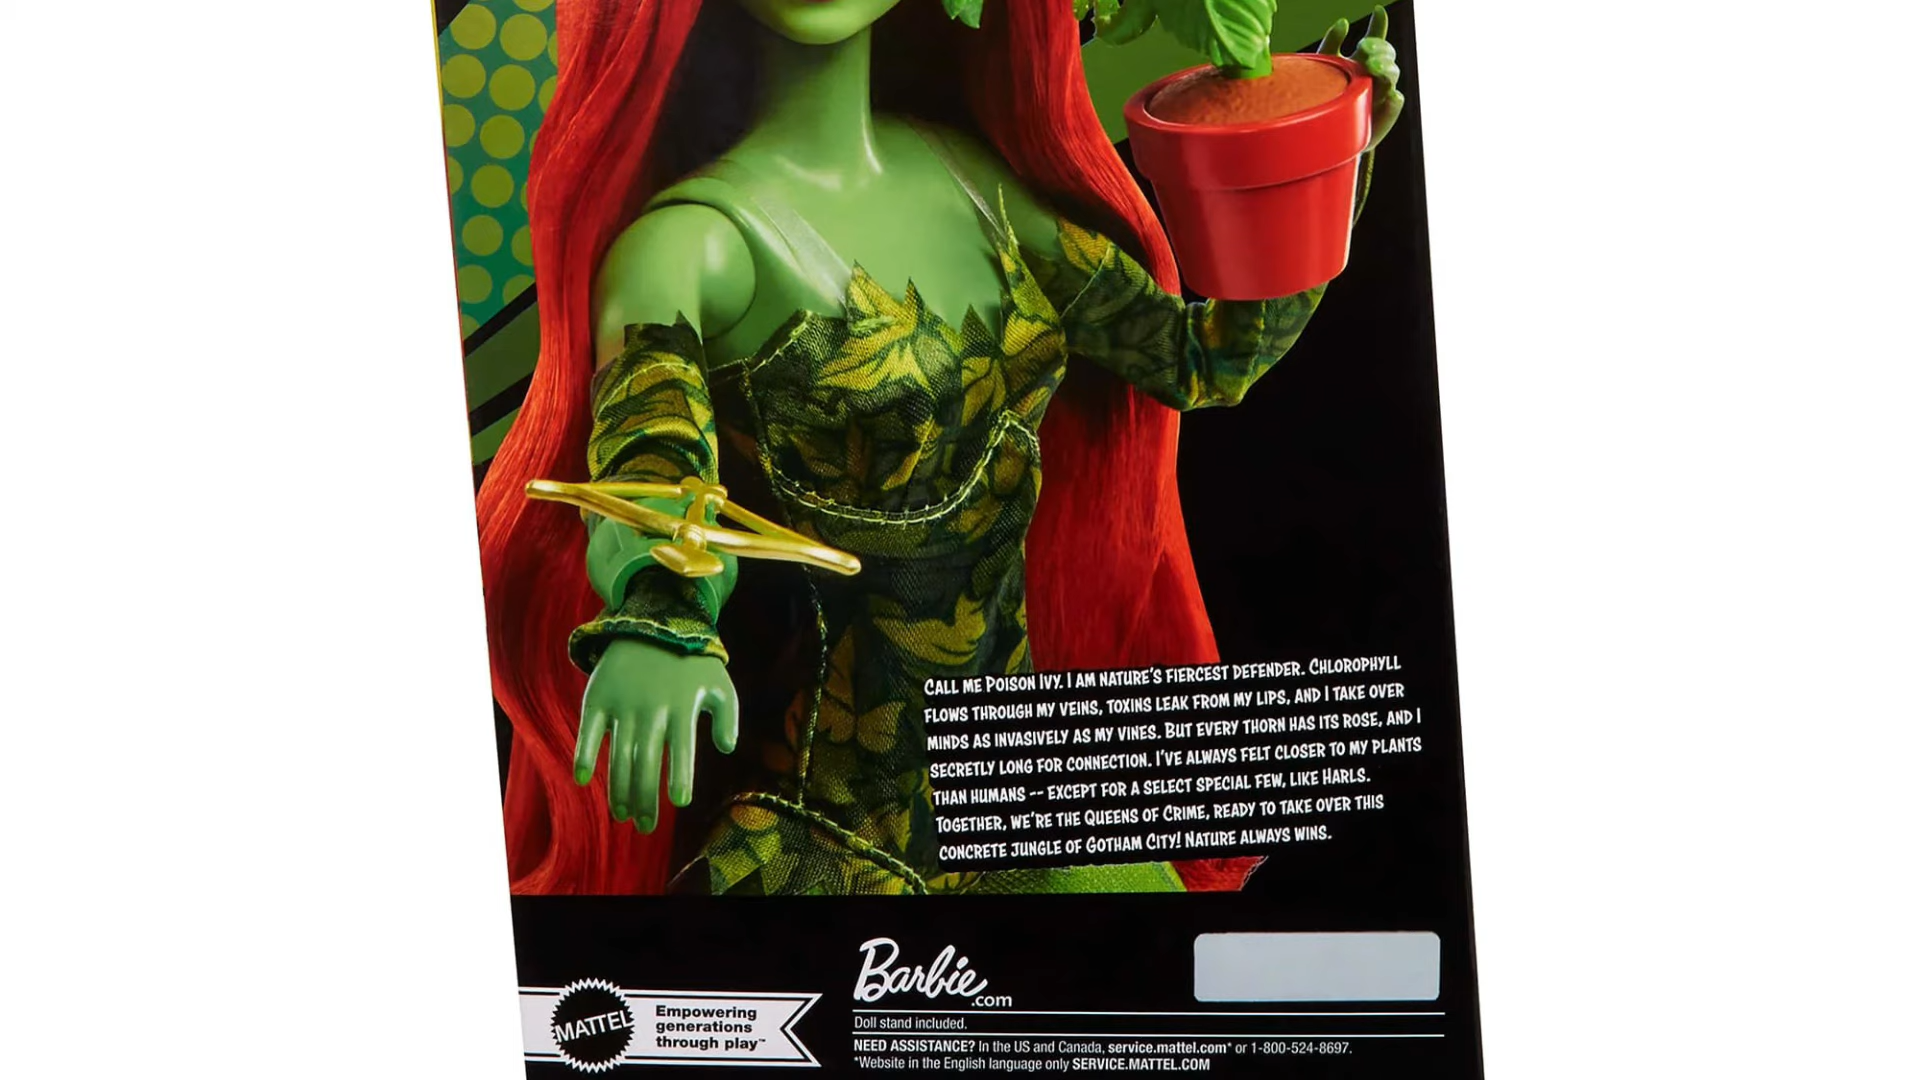 CALL ME POISON IVY. I AM NATURE'S FIERCEST DEFENDER. CHLOROPHYLL
FLOWS THROUGH MY VEINS, TOXINS LEAK FROM MY LIPS, AND I TAKE OVER
MINDS AS INVASIVELY AS MY VINES. BUT EVERY THORN HAS ITS ROSE, AND I
SECRETLY LONG FOR CONNECTION. I'VE ALWAYS FELT CLOSER TO MY PLANTS
THAN HUMANS -- EXCEPT FOR A SELECT SPECIAL FEW, LIKE HARLS.
TOGETHER, WE'RE THE QUEENS OF CRIME, READY TO TAKE OVER THIS
CONCRETE JUNGLE OF GOTHAM CITY! NATURE ALWAYS WINS.
MATTEL
Empowering
generations
through play™
Barbie
.com
Doll stand included.
NEED ASSISTANCE? In the US and Canada, service.mattel.com* or 1-800-524-8697.
*Website in the English language only SERVICE.MATTEL.COM